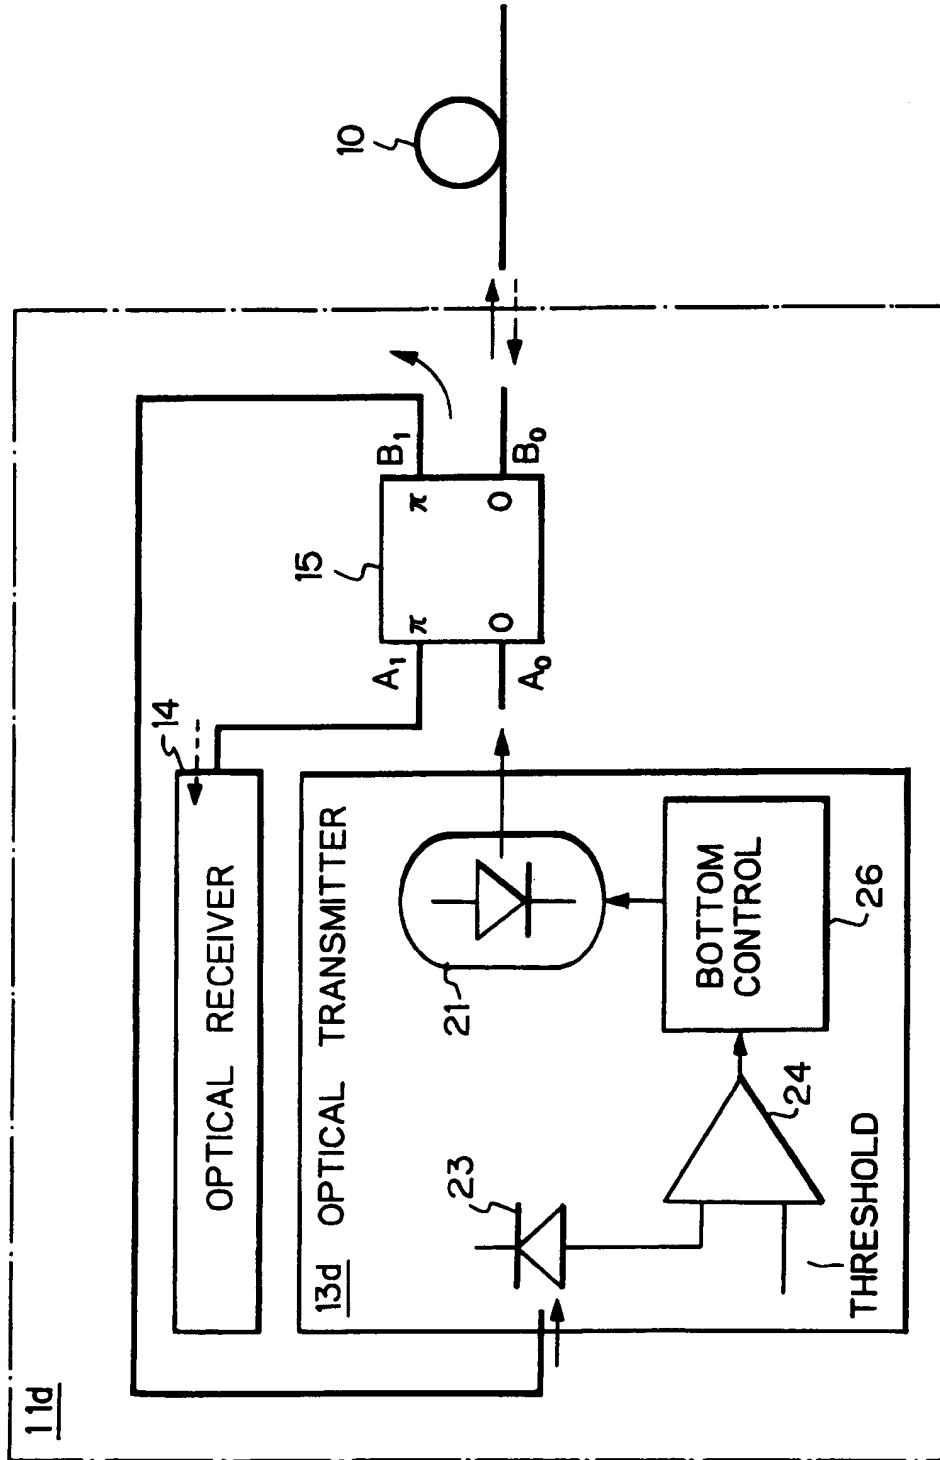 11d
14
OPTICAL RECEIVER
13d OPTICAL TRANSMITTER
23
21
24
THRESHOLD
BOTTOM
CONTROL
26
15
A₁
π
π
B₁
A₀
0
0
B₀
10